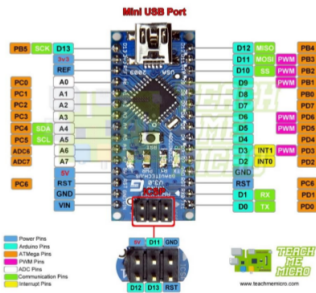 Mini USB Port
PB5 SCK D13
3V3
REF
PC0 A0
PC1 A1
PC2 A2
PC3 A3
PC4 SDA A4
PC5 SCL A5
ADC6 A6
ADC7 A7
5V
PC6 RST
GND
VIN
D12 MISO PB4
D11 MOSI PWM PB3
D10 SS PWM PB2
D9 PWM PB1
D8 PB0
D7 PD7
D6 PWM PD6
D5 PWM PD5
D4 PD4
D3 INT1 PWM PD3
D2 INT0 PD2
GND
RST PC6
D1 RX PD1
D0 TX PD0
ICSP
5V D11 GND
D12 D13 RST
Power Pins
Arduino Pins
ATMega Pins
PWM Pins
ADC Pins
Communication Pins
Interrupt Pins
TEACH
ME
MICRO
TEACH
ME
MICRO
www.teachmemicro.com